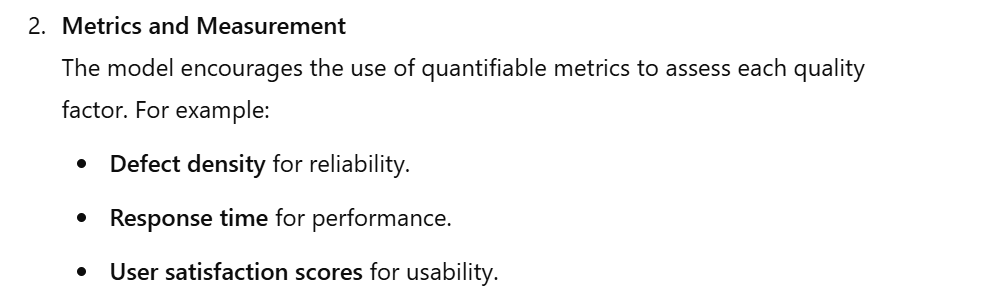 2. Metrics and Measurement
The model encourages the use of quantifiable metrics to assess each quality
factor. For example:
• Defect density for reliability.
• Response time for performance.
• User satisfaction scores for usability.